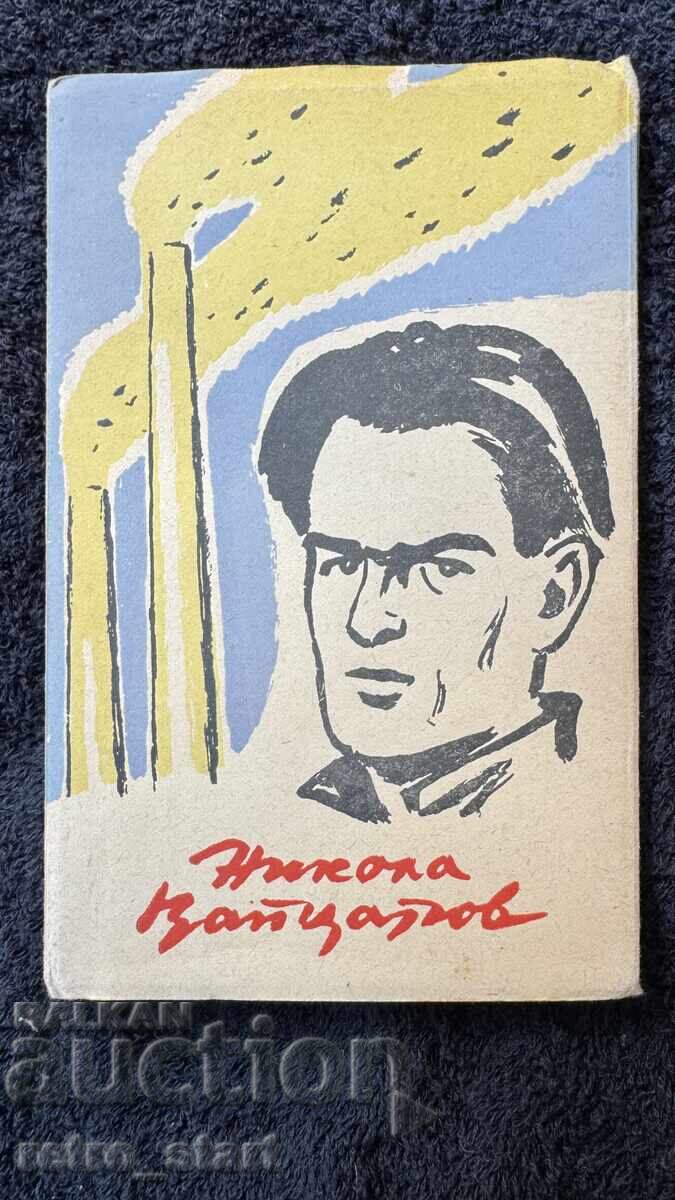 Никола
Вапцаров
BALKAN
auction
retro_start